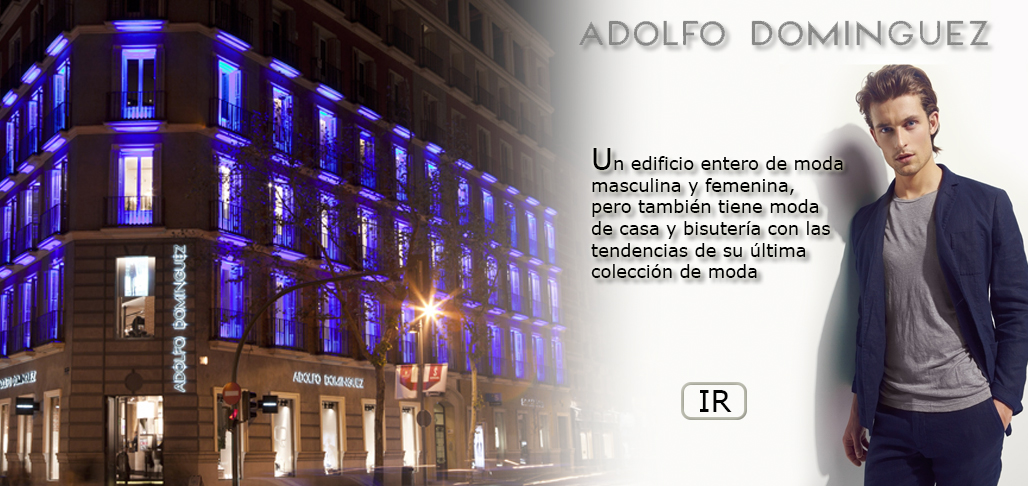 ADOLFO DOMINGUEZ
Un edificio entero de moda
masculina y femenina,
pero también tiene moda
de casa y bisutería con las
tendencias de su última
colección de moda
IR
ADOLFO DOMINGUEZ
ADOLFO DOMINGUEZ
ADOLFO DOMINGUEZ